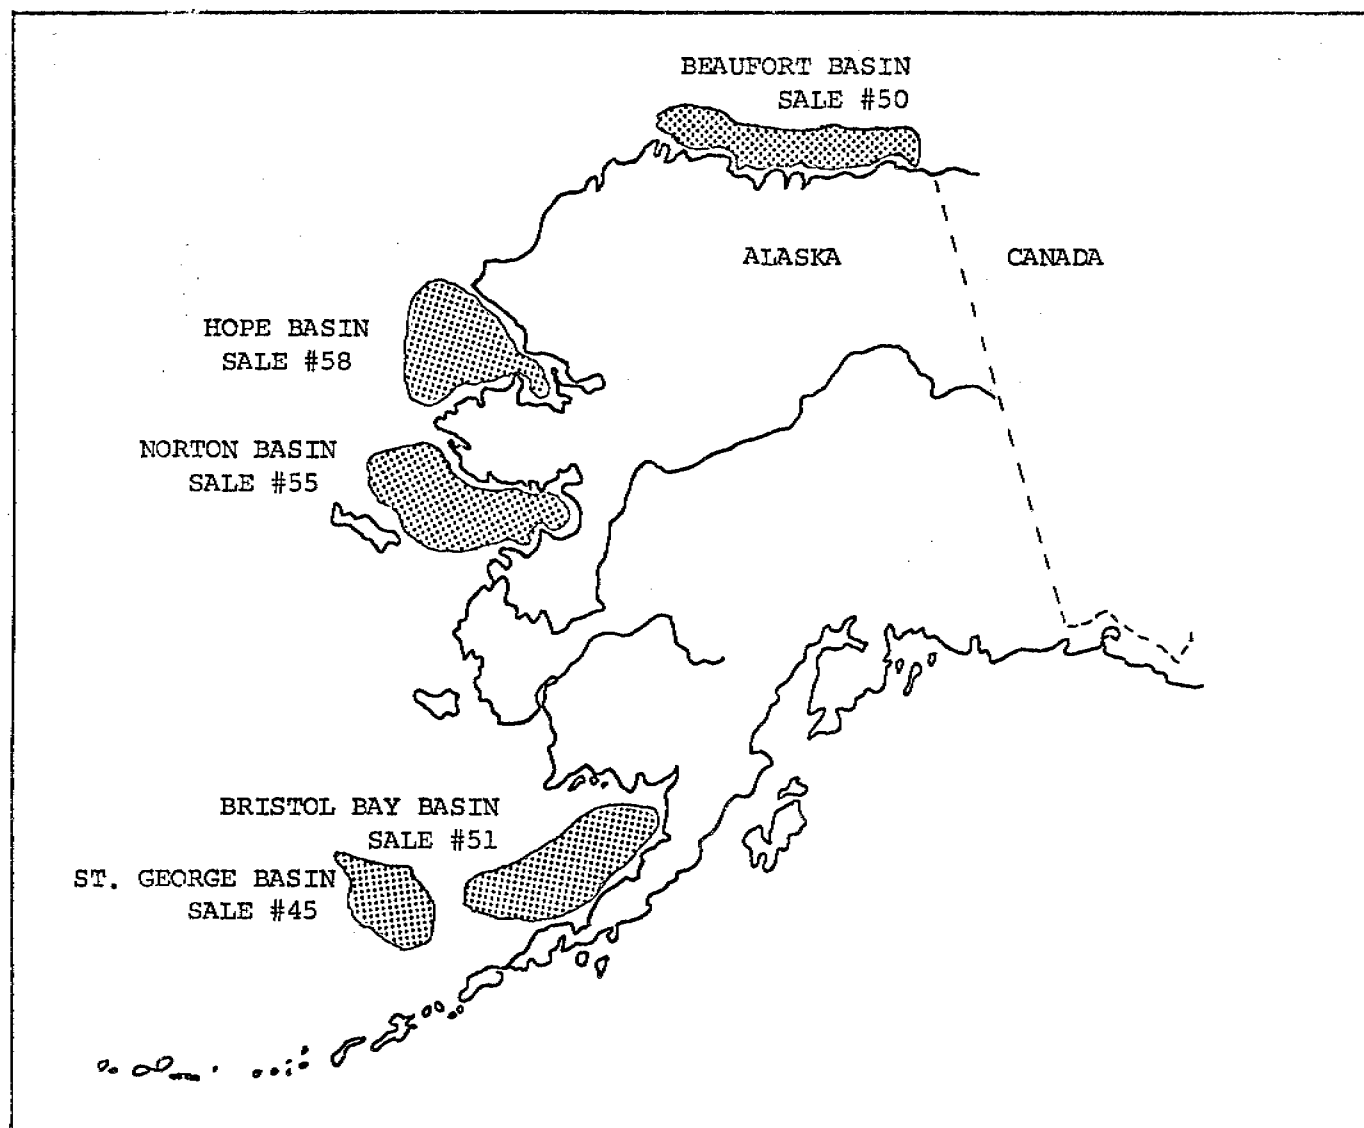 BEAUFORT BASIN
SALE #50
ALASKA
CANADA
HOPE BASIN
SALE #58
NORTON BASIN
SALE #55
BRISTOL BAY BASIN
SALE #51
ST. GEORGE BASIN
SALE #45